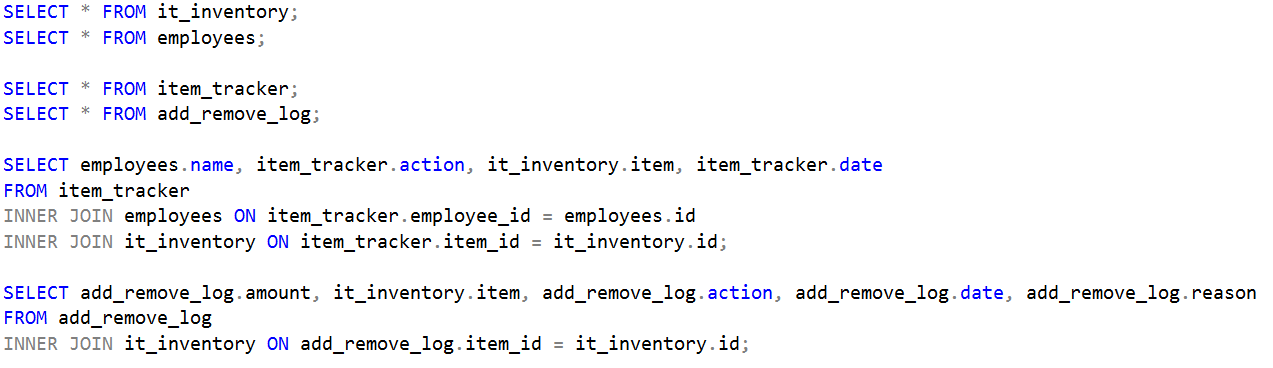 SELECT * FROM it_inventory;
SELECT * FROM employees;
SELECT * FROM item_tracker;
SELECT * FROM add_remove_log;
SELECT employees.name, item_tracker.action, it_inventory.item, item_tracker.date
FROM item_tracker
INNER JOIN employees ON item_tracker.employee_id = employees.id
INNER JOIN it_inventory ON item_tracker.item_id = it_inventory.id;
SELECT add_remove_log.amount, it_inventory.item, add_remove_log.action, add_remove_log.date, add_remove_log.reason
FROM add_remove_log
INNER JOIN it_inventory ON add_remove_log.item_id = it_inventory.id;